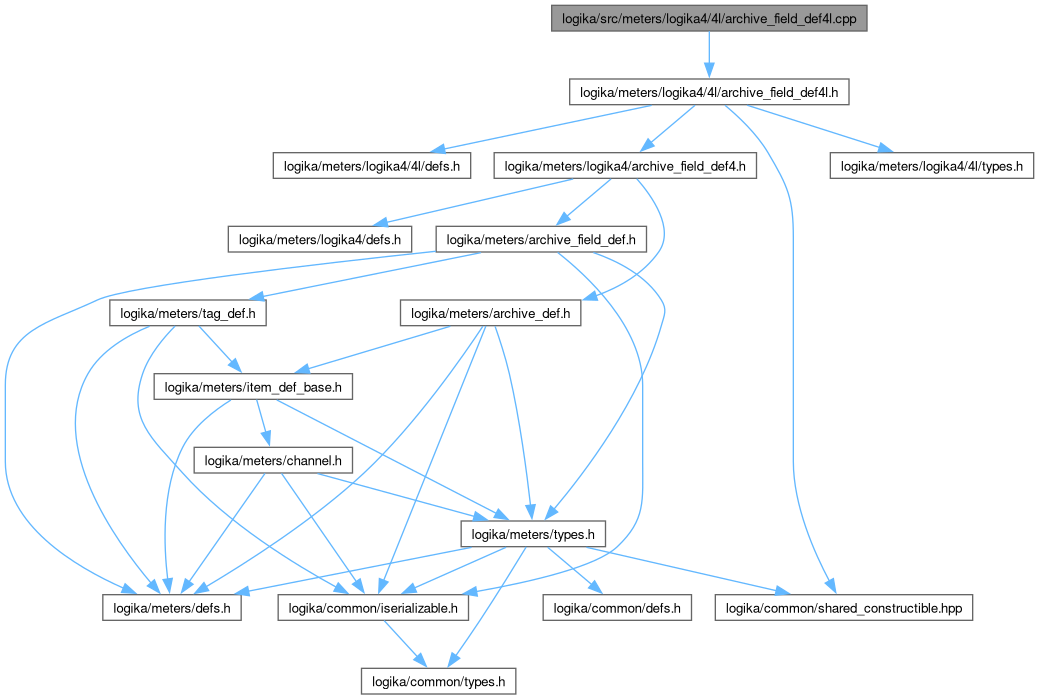 logika/src/meters/logika4/4l/archive_field_def4l.cpp
logika/meters/logika4/4l/archive_field_def4l.h
logika/meters/logika4/4l/defs.h
logika/meters/logika4/archive_field_def4.h
logika/meters/logika4/4l/types.h
logika/meters/logika4/defs.h
logika/meters/archive_field_def.h
logika/meters/tag_def.h
logika/meters/archive_def.h
logika/meters/item_def_base.h
logika/meters/channel.h
logika/meters/types.h
logika/meters/defs.h
logika/common/iserializable.h
logika/common/defs.h
logika/common/shared_constructible.hpp
logika/common/types.h